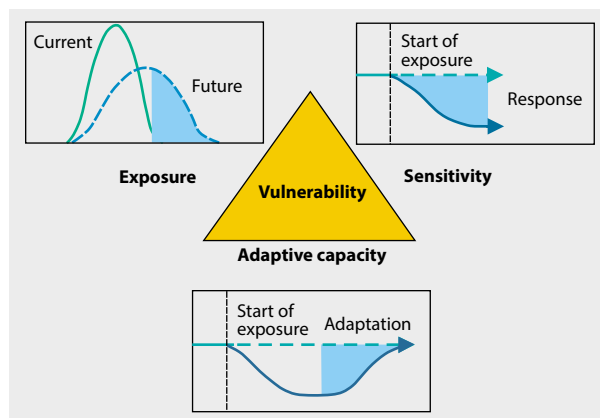 Current
Future
Start of
exposure
Response
Exposure
Vulnerability
Sensitivity
Adaptive capacity
Start of
exposure
Adaptation